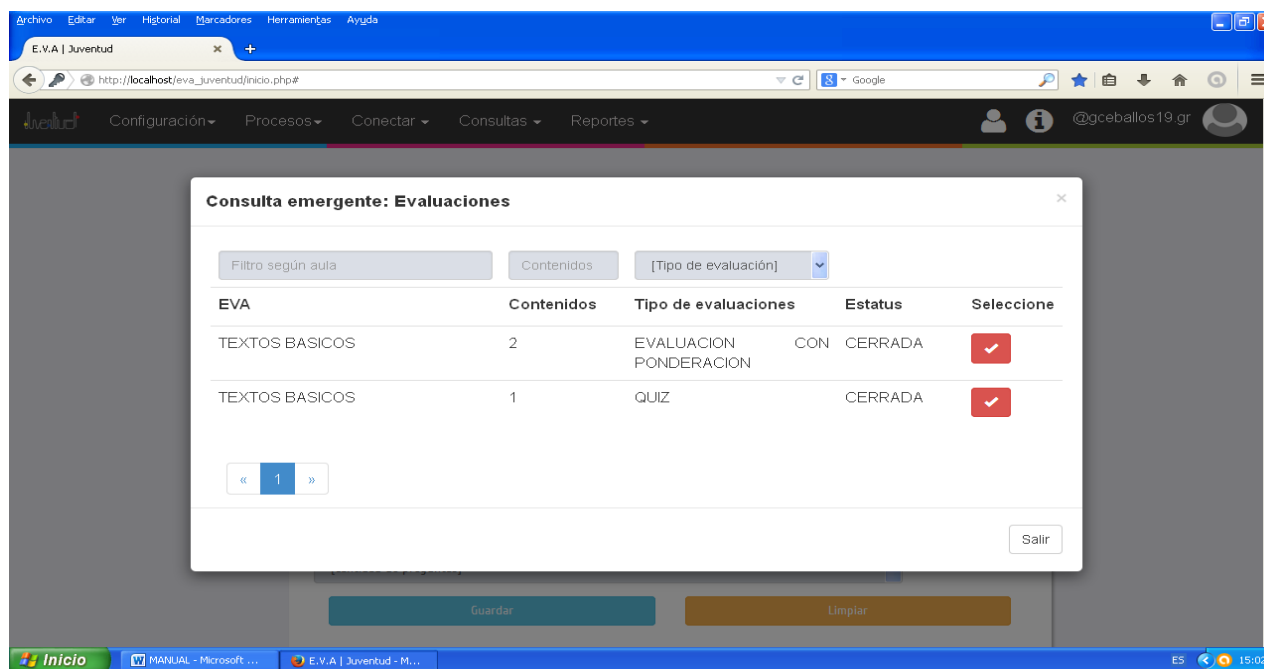 Archivo Editar Ver Historial Marcadores Herramientas Ayuda
E.V.A | Juventud
http://localhost/eva_juventud/inicio.php#
Google
Juventud Configuración Procesos Conectar Consultas Reportes @gceballos19.gr
Consulta emergente: Evaluaciones
Filtro según aula Contenidos [Tipo de evaluación]
EVA Contenidos Tipo de evaluaciones Estatus Seleccione
TEXTOS BASICOS 2 EVALUACION CON CERRADA
PONDERACION
TEXTOS BASICOS 1 QUIZ CERRADA
« 1 »
Salir
Guardar Limpiar
Inicio MANUAL - Microsoft ... E.V.A | Juventud - M... ES 15:02